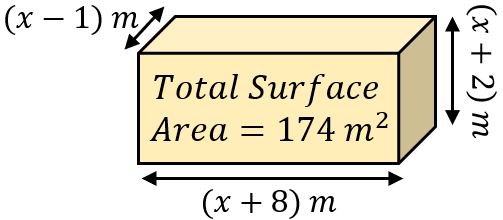 (x − 1) m
(x + 2) m
Total Surface
Area = 174 m²
(x + 8) m